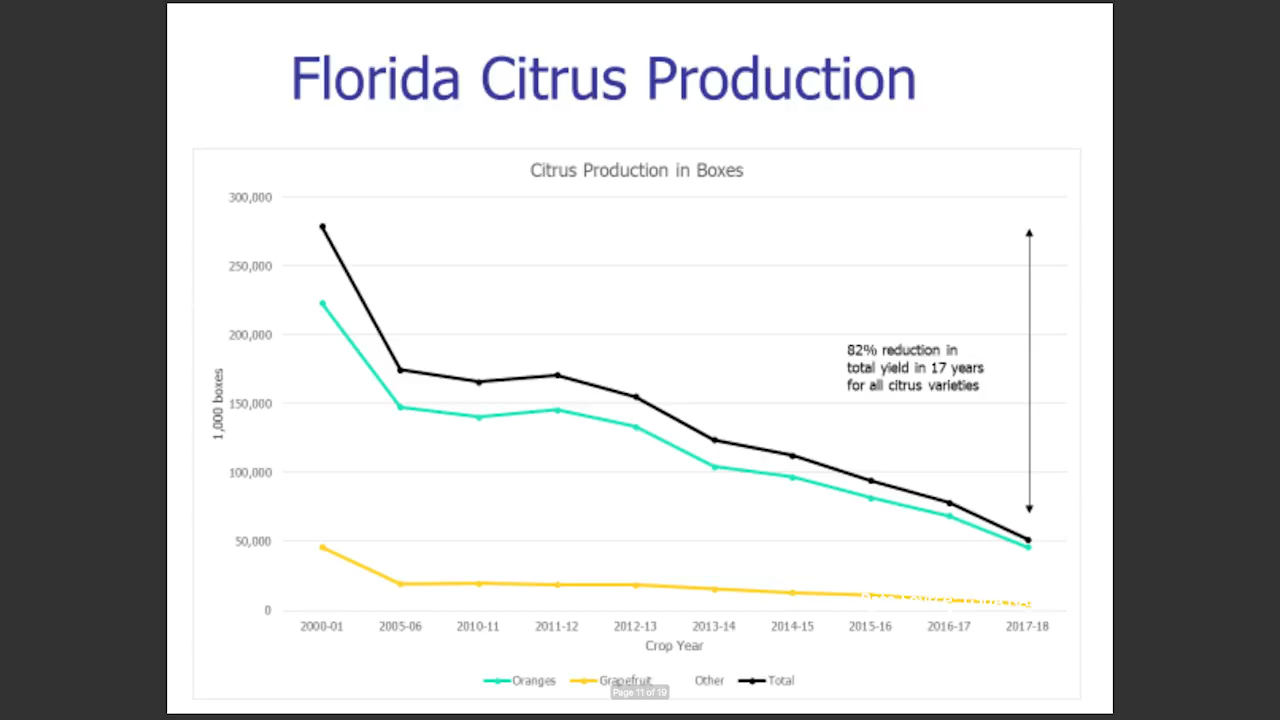 Florida Citrus Production
Citrus Production in Boxes
300,000
250,000
200,000
150,000
100,000
50,000
0
1,000 boxes
82% reduction in
total yield in 17 years
for all citrus varieties
2000-01 2005-06 2010-11 2011-12 2012-13 2013-14 2014-15 2015-16 2016-17 2017-18
Crop Year
Oranges Grapefruit Other Total
Page 11 of 19